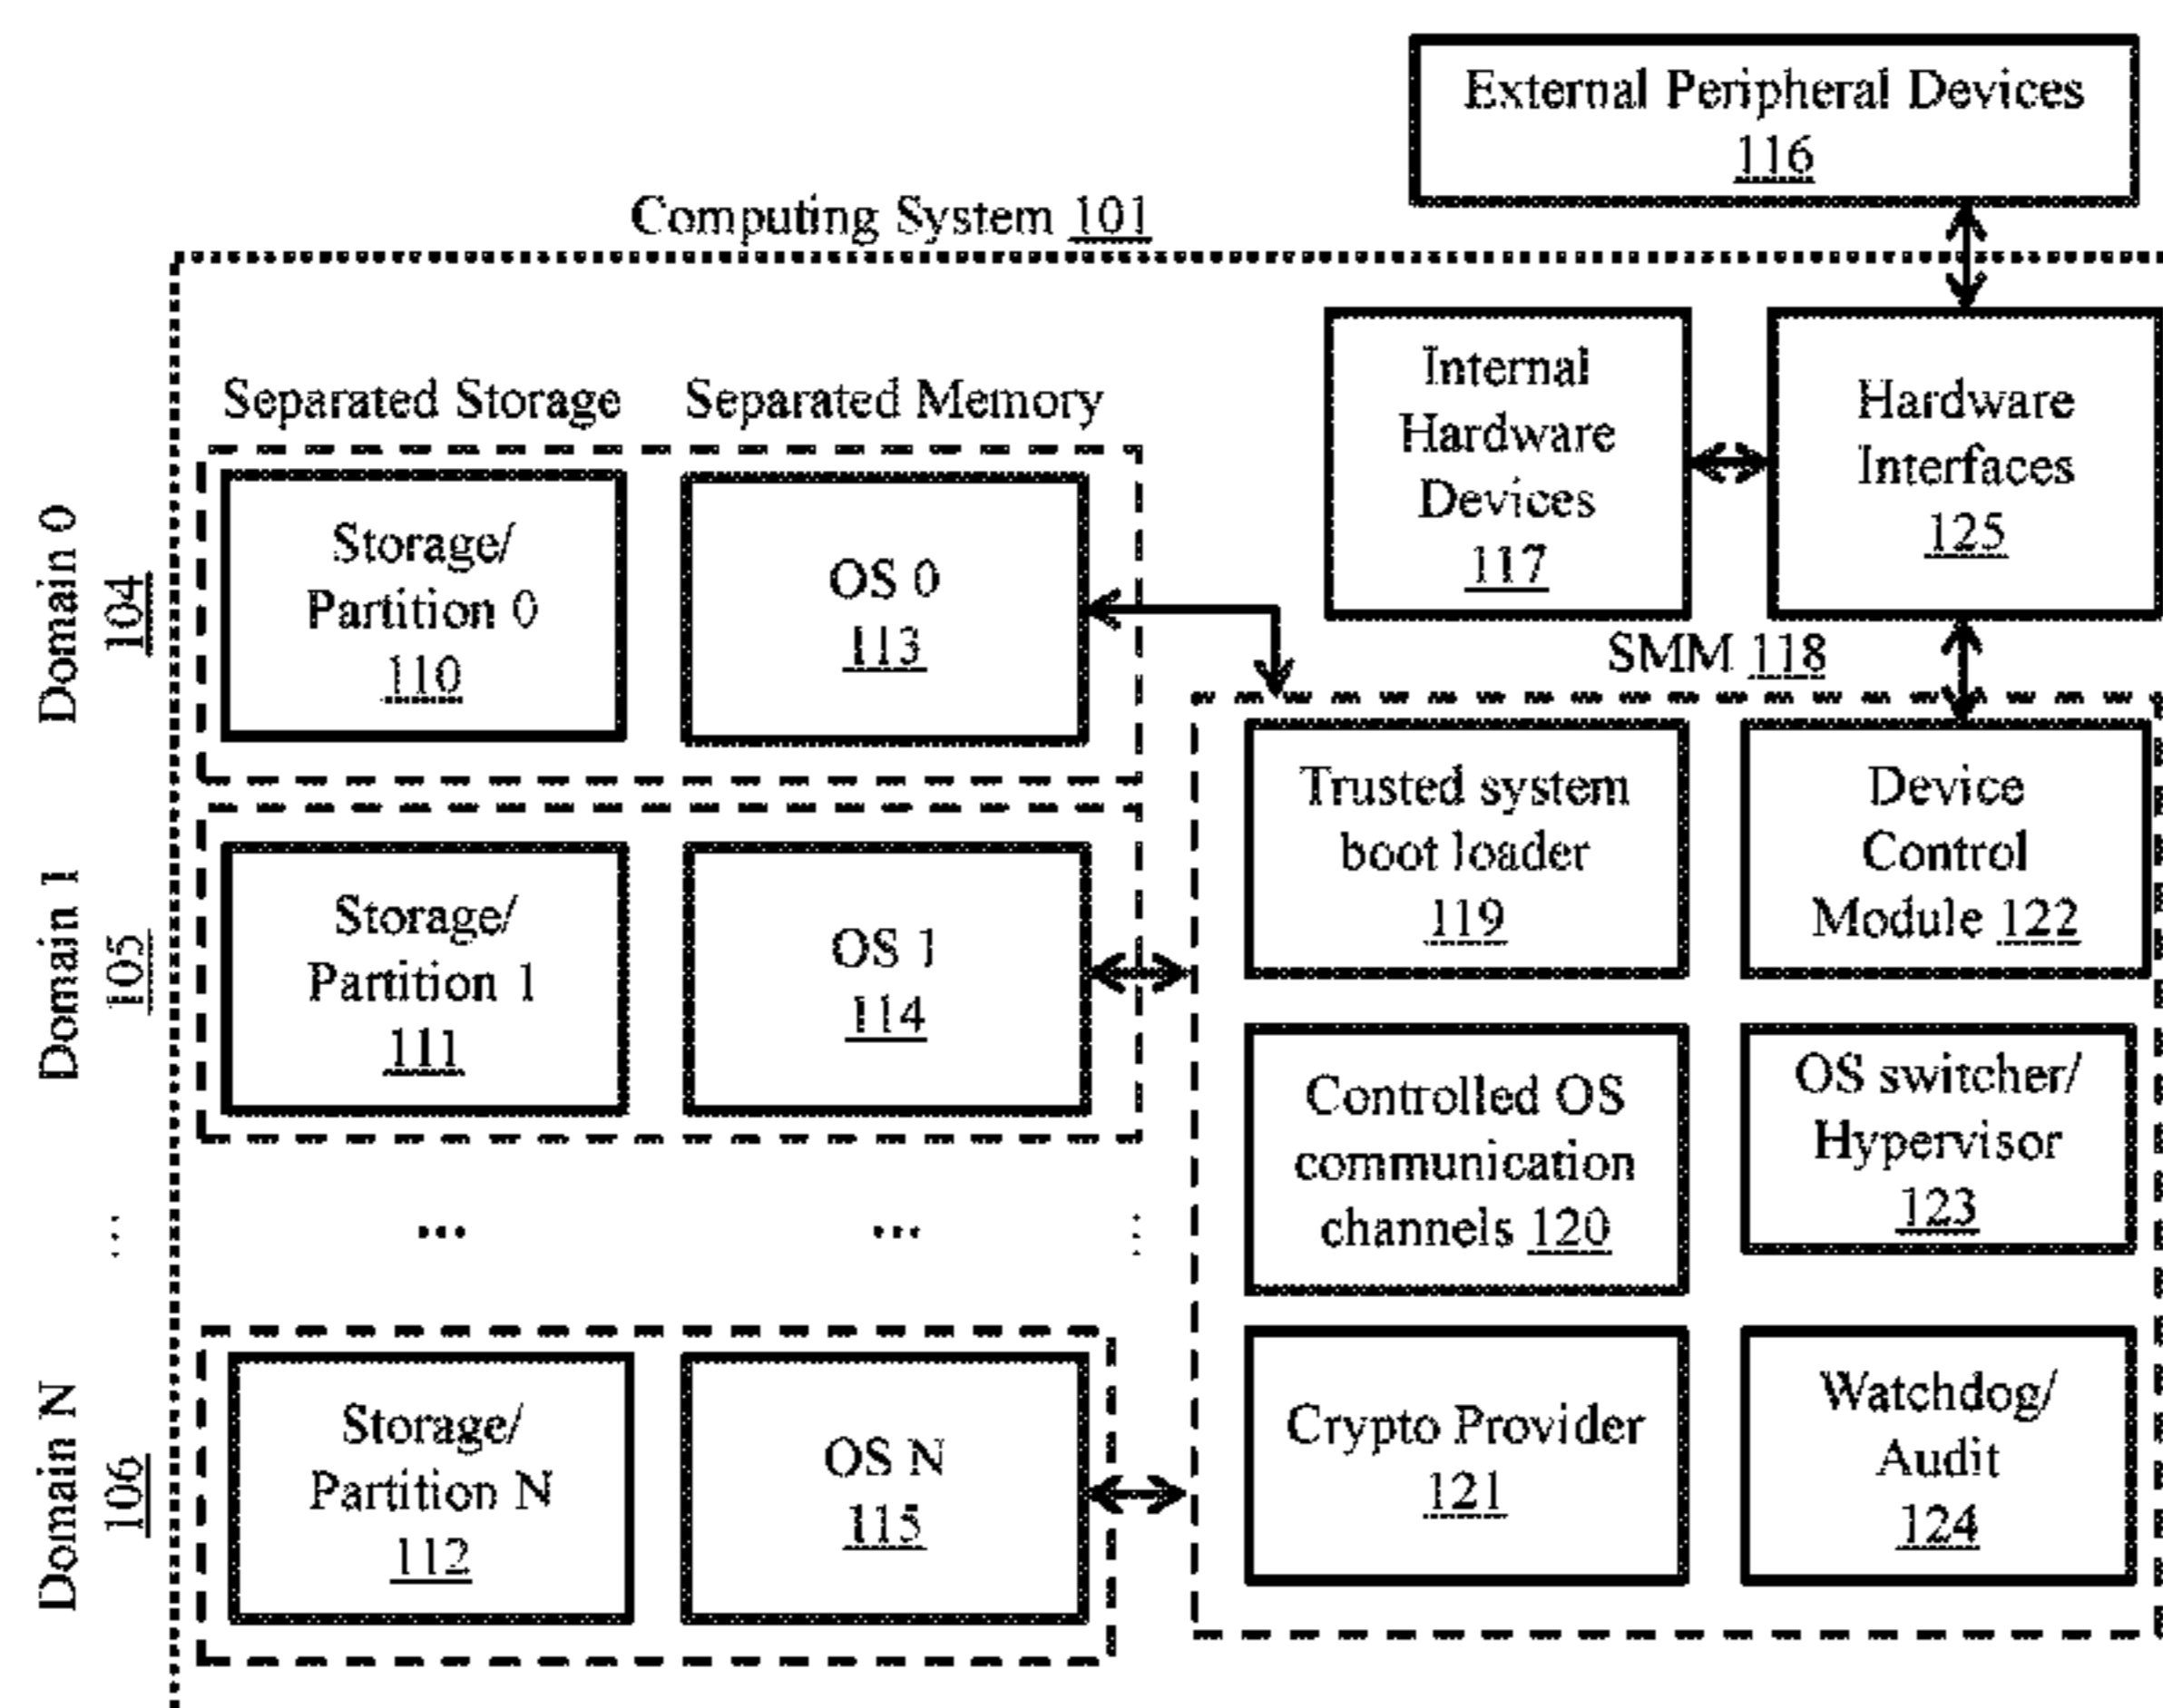 External Peripheral Devices
116
Computing System 101
Internal
Hardware
Devices
117
Hardware
Interfaces
125
Separated Storage
Separated Memory
Domain 0
104
Storage/
Partition 0
110
OS 0
113
SMM 118
Domain 1
105
Storage/
Partition 1
111
OS 1
114
Trusted system
boot loader
119
Device
Control
Module 122
Controlled OS
communication
channels 120
OS switcher/
Hypervisor
123
...
...
...
...
Domain N
106
Storage/
Partition N
112
OS N
115
Crypto Provider
121
Watchdog/
Audit
124